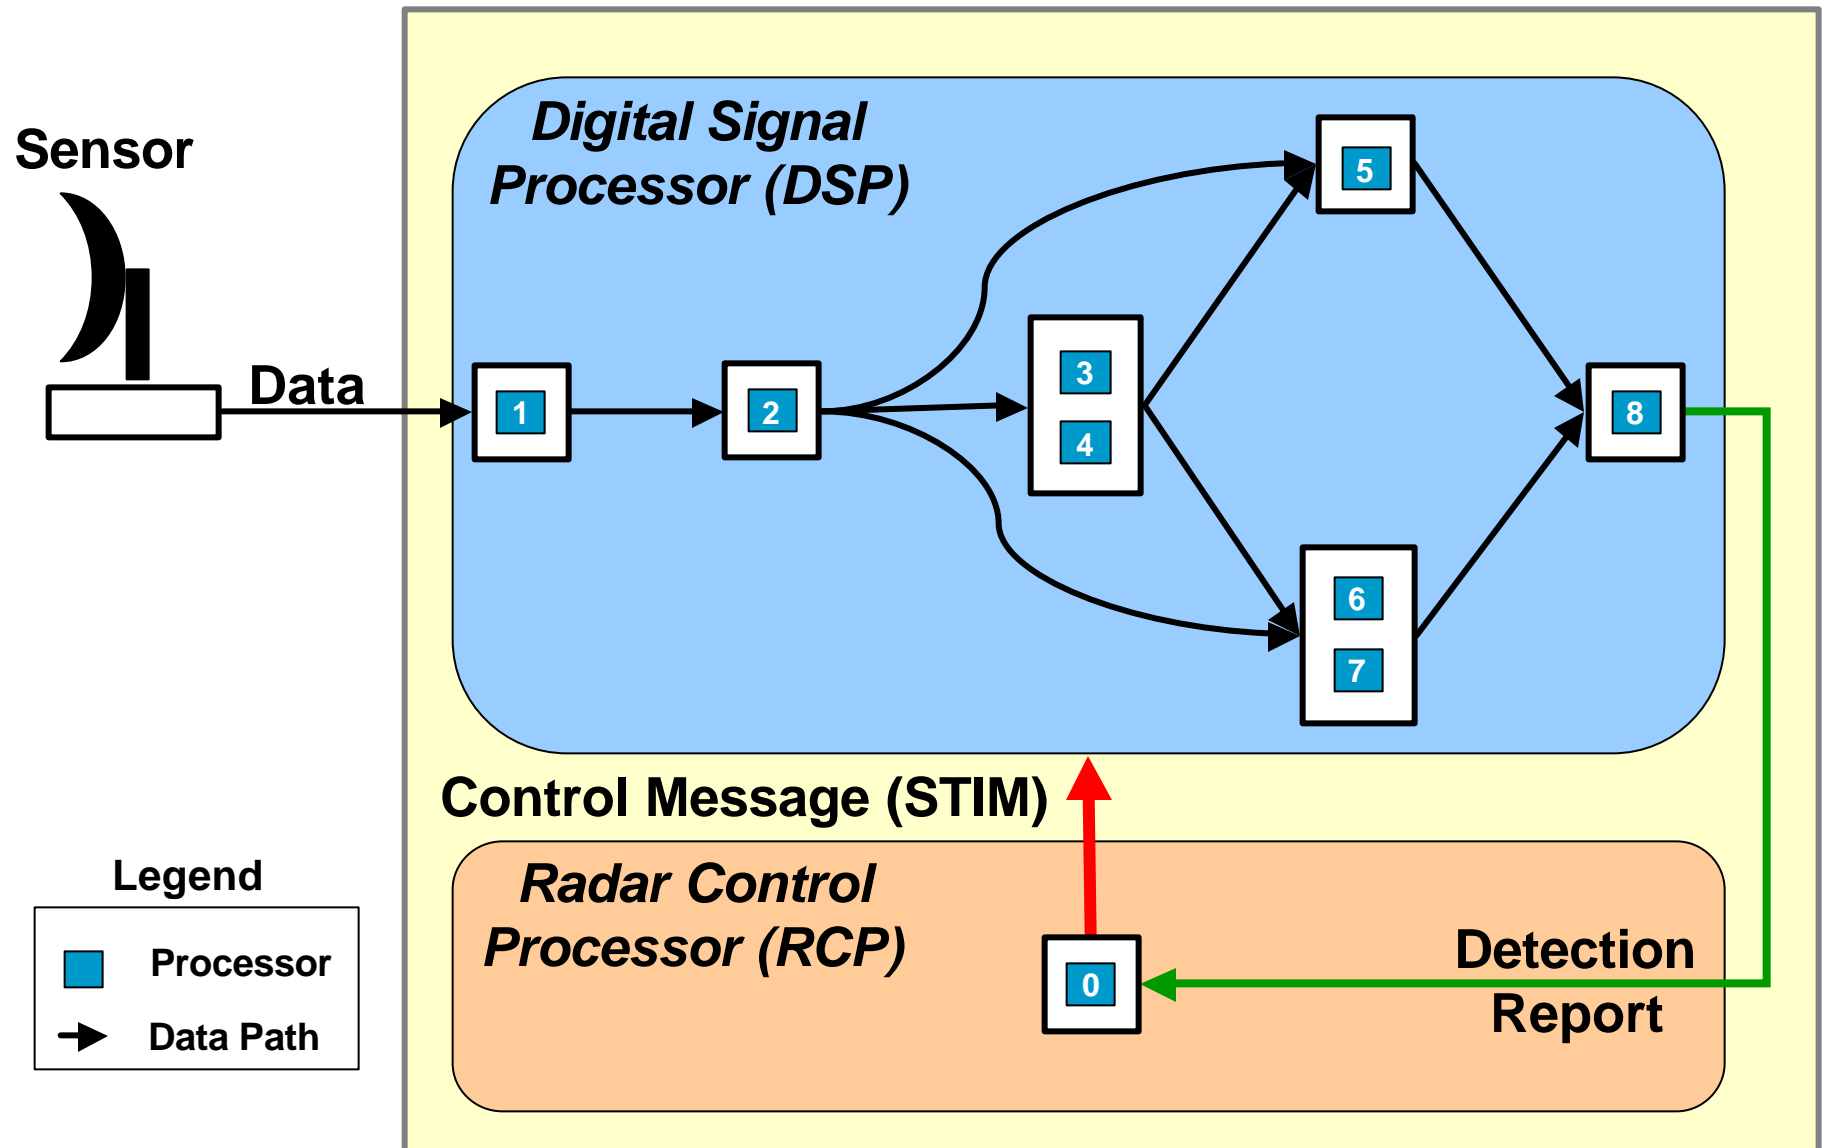 Sensor
Data
Digital Signal
Processor (DSP)
1
2
3
4
5
6
7
8
Control Message (STIM)
Radar Control
Processor (RCP)
0
Detection
Report
Legend
Processor
Data Path